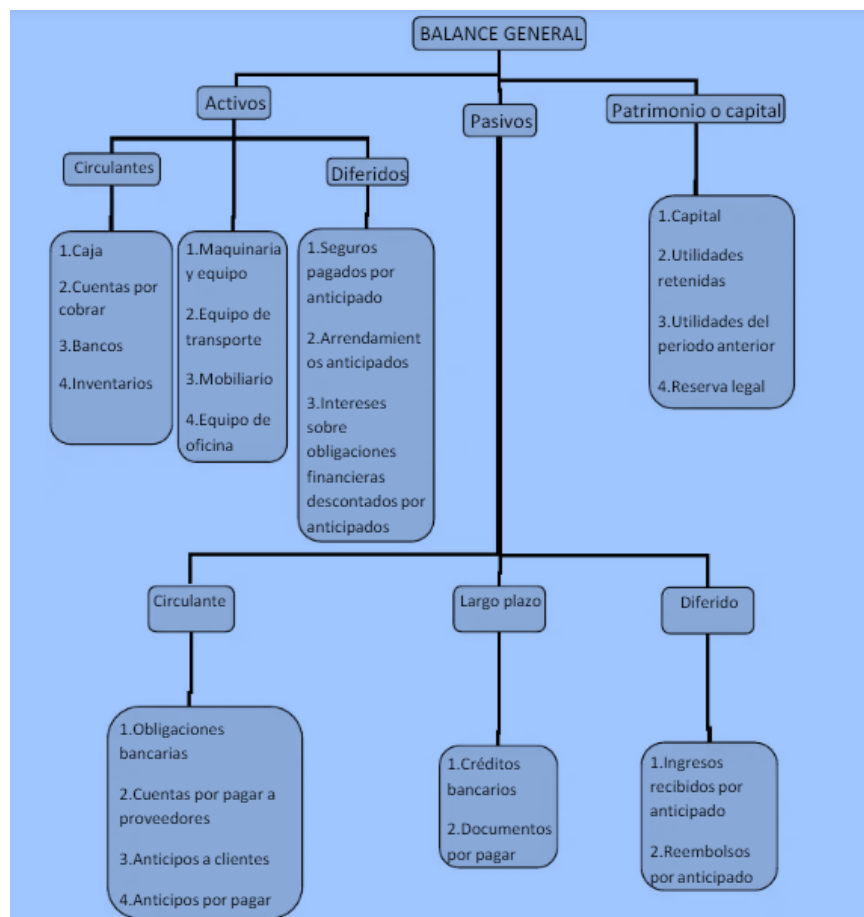 BALANCE GENERAL
Activos
Pasivos
Patrimonio o capital
Circulantes
Diferidos
1.Caja
2.Cuentas por
cobrar
3.Bancos
4.Inventarios
1.Maquinaria
y equipo
2.Equipo de
transporte
3.Mobiliario
4.Equipo de
oficina
1.Seguros
pagados por
anticipado
2.Arrendamient
os anticipados
3.Intereses
sobre
obligaciones
financieras
descontados por
anticipados
1.Capital
2.Utilidades
retenidas
3.Utilidades del
periodo anterior
4.Reserva legal
Circulante
Largo plazo
Diferido
1.Obligaciones
bancarias
2.Cuentas por pagar a
proveedores
3.Anticipos a clientes
4.Antícipos por pagar
1.Créditos
bancarios
2.Documentos
por pagar
1.Ingresos
recibidos por
anticipado
2.Reembolsos
por anticipado